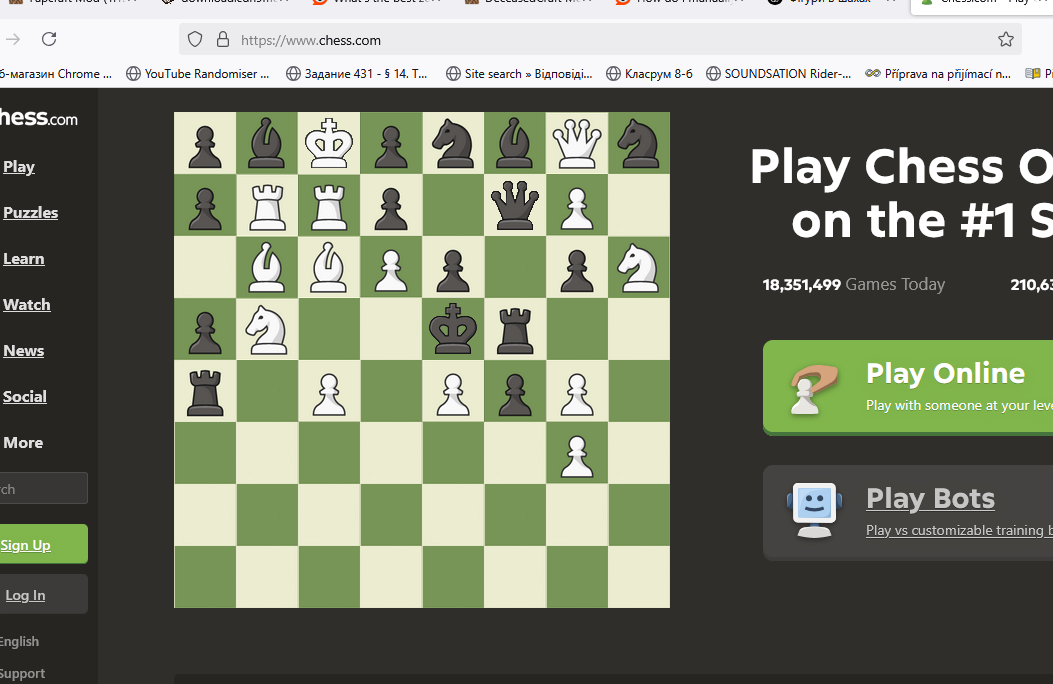 https://www.chess.com
б-магазин Chrome ... YouTube Randomiser ... Задание 431 - § 14. Т... Site search » Відповіді... Класрум 8-6 SOUNDSATION Rider-... Příprava na přijímací n...
hess.com
Play
Puzzles
Learn
Watch
News
Social
More
rch
Sign Up
Log In
English
Support
Play Chess O
on the #1 S
18,351,499 Games Today 210,63
Play Online
Play with someone at your leve
Play Bots
Play vs customizable training b